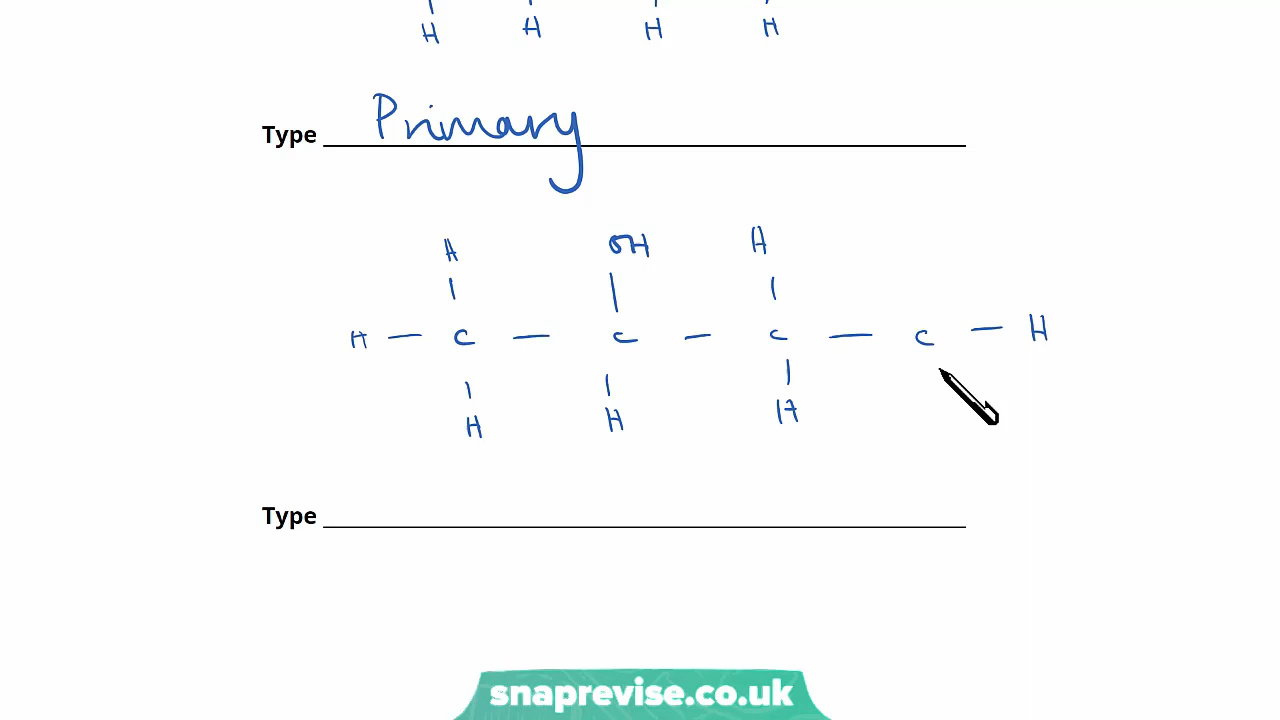 H H H H
Type Primary
H OH H
H — C — C — C — C — H
H H H
Type
snaprevise.co.uk